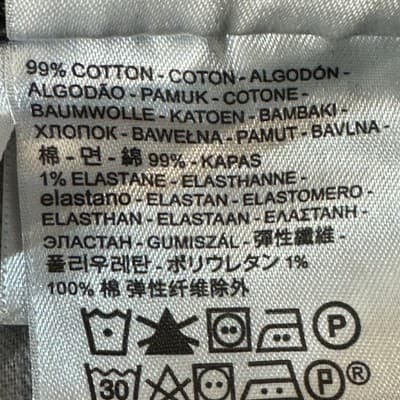 99% COTTON - COTON - ALGODÓN -
ALGODÃO - PAMUK - COTONE -
BAUMWOLLE - KATOEN - BAMBAKI -
ХЛОПОК - BAWEŁNA - PAMUT - BAVLNA -
棉 - 면 - 綿 99% - KAPAS
1% ELASTANE - ELASTHANNE -
elastano - ELASTAN - ELASTOMERO -
ELASTHAN - ELASTAAN - ΕΛΑΣΤΑΝΗ -
ЭЛАСТАН - GUMISZÁL - 彈性纖維 -
폴리우레탄 - ポリウレタン 1%
100% 棉 弹性纤维除外
P
30 P®